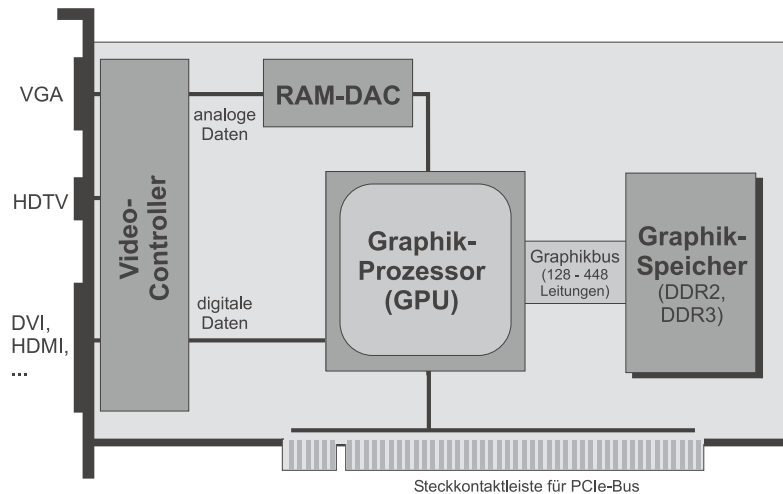 VGA
HDTV
DVI,
HDMI,
...
Video-
Controller
analoge
Daten
digitale
Daten
RAM-DAC
Graphik-
Prozessor
(GPU)
Graphikbus
(128 - 448
Leitungen)
Graphik-
Speicher
(DDR2,
DDR3)
Steckkontaktleiste für PCIe-Bus